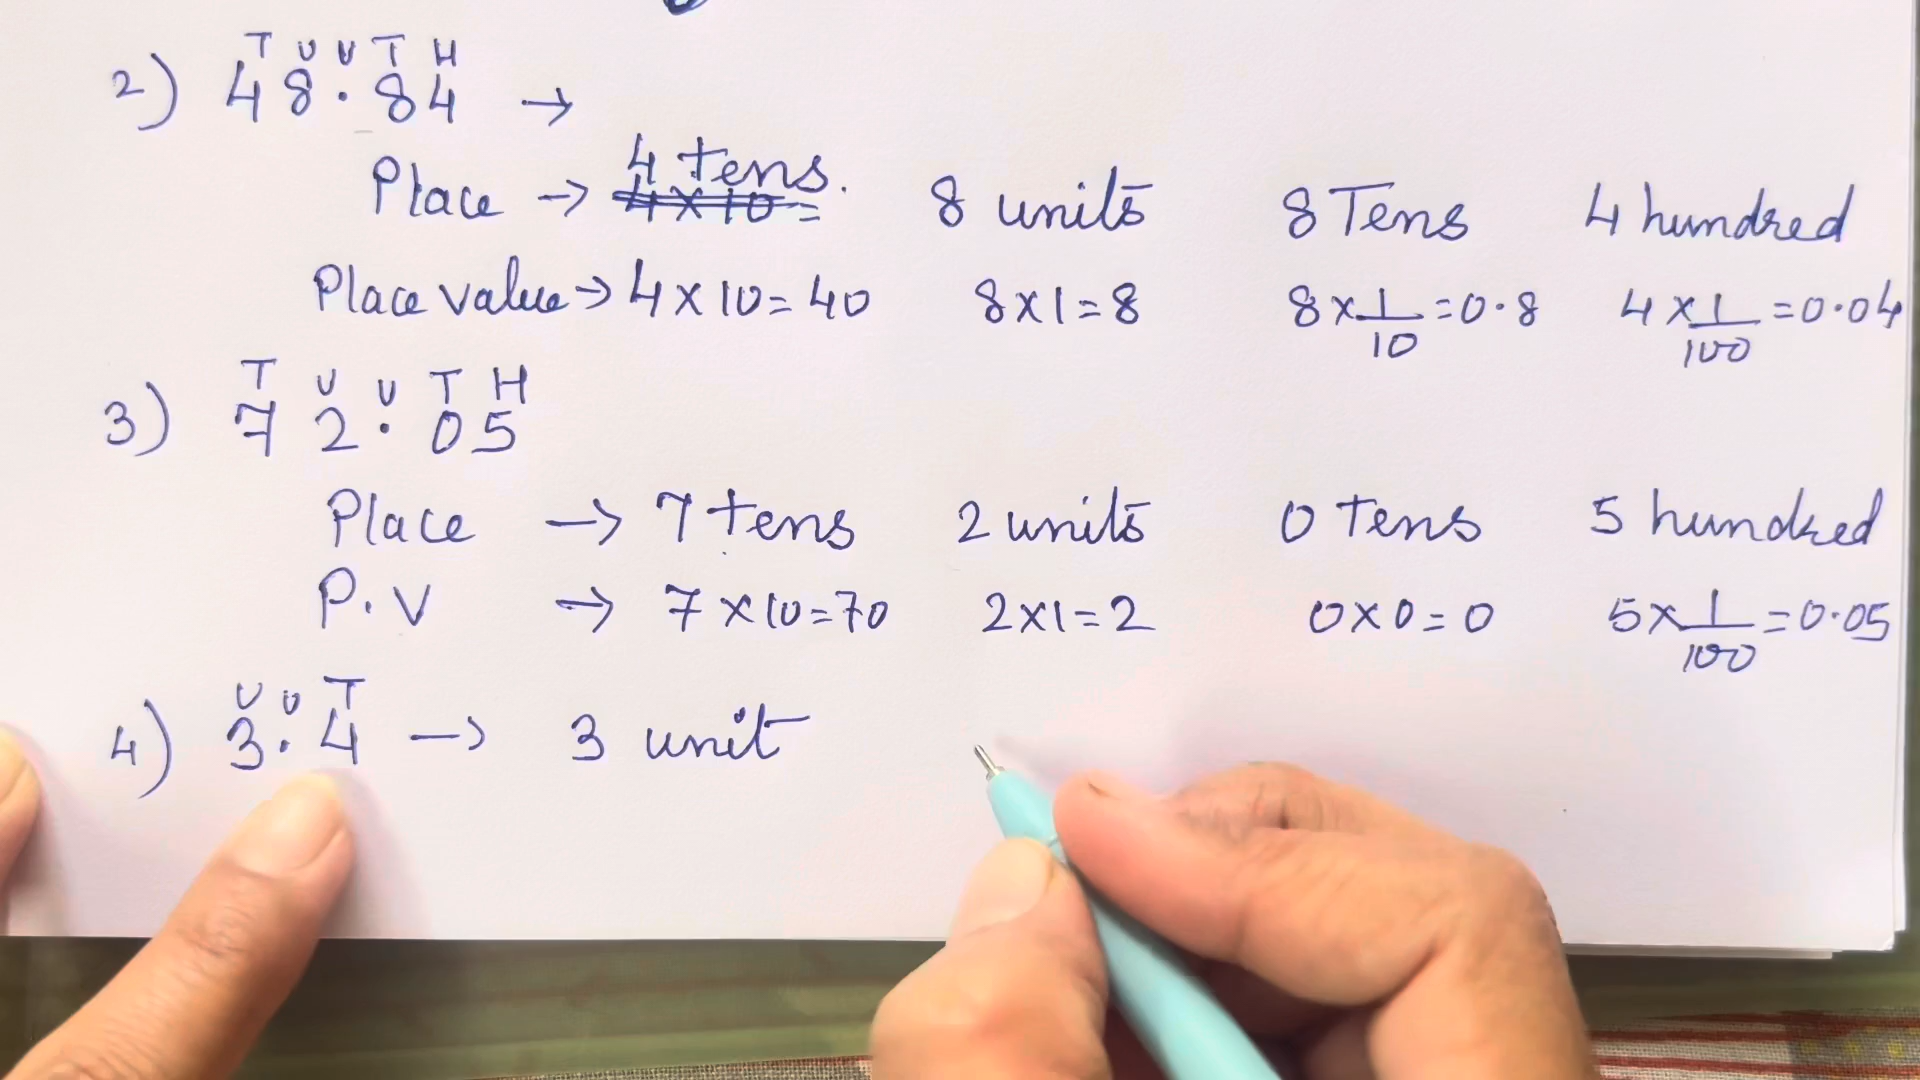 T U U T H
2) 48.84 →
Place → 4 tens. 8 units 8 Tens 4 hundred
4×10=
Place value → 4×10=40 8×1=8 8×1/10=0.8 4×1/100=0.04
T U U T H
3) 72.05
Place → 7 tens 2 units 0 tens 5 hundred
P.V → 7×10=70 2×1=2 0×0=0 5×1/100=0.05
U U T
4) 3.4 → 3 unit